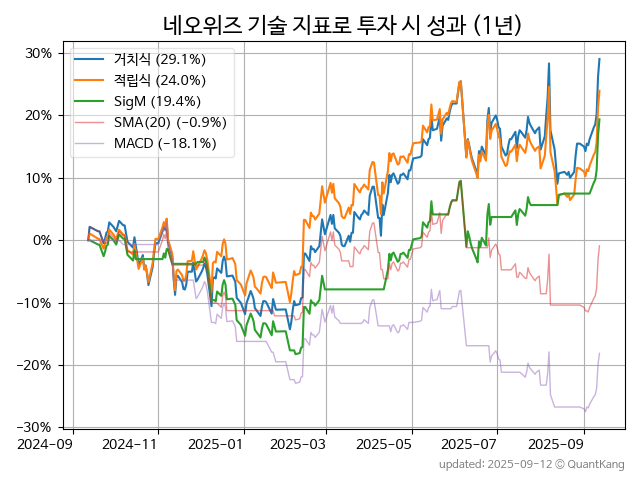 네오위즈 기술 지표로 투자 시 성과 (1년)
거치식 (29.1%)
적립식 (24.0%)
SigM (19.4%)
SMA(20) (−0.9%)
MACD (−18.1%)
30%
20%
10%
0%
−10%
−20%
−30%
2024-09
2024-11
2025-01
2025-03
2025-05
2025-07
2025-09
updated: 2025-09-12 © QuantKang